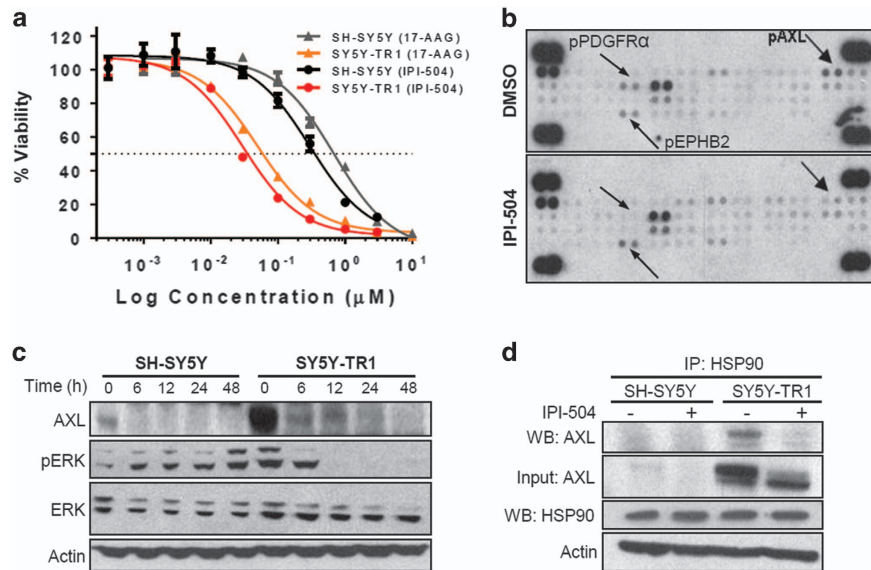 a
120
100
80
60
40
20
0
% Viability
10-3 10-2 10-1 100 101
Log Concentration (µM)
SH-SY5Y (17-AAG)
SY5Y-TR1 (17-AAG)
SH-SY5Y (IPI-504)
SY5Y-TR1 (IPI-504)
b
DMSO
pPDGFRα
pAXL
pEPHB2
IPI-504
c
SH-SY5Y SY5Y-TR1
Time (h) 0 6 12 24 48 0 6 12 24 48
AXL
pERK
ERK
Actin
d
IP: HSP90
SH-SY5Y SY5Y-TR1
IPI-504 - + - +
WB: AXL
Input: AXL
WB: HSP90
Actin